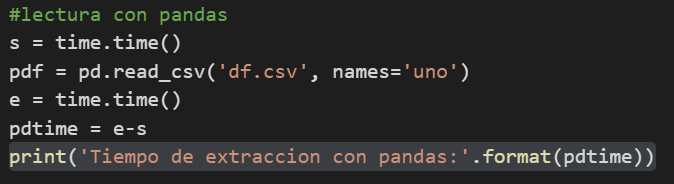 #lectura con pandas
s = time.time()
pdf = pd.read_csv('df.csv', names='uno')
e = time.time()
pdtime = e-s
print('Tiempo de extraccion con pandas:'.format(pdtime))